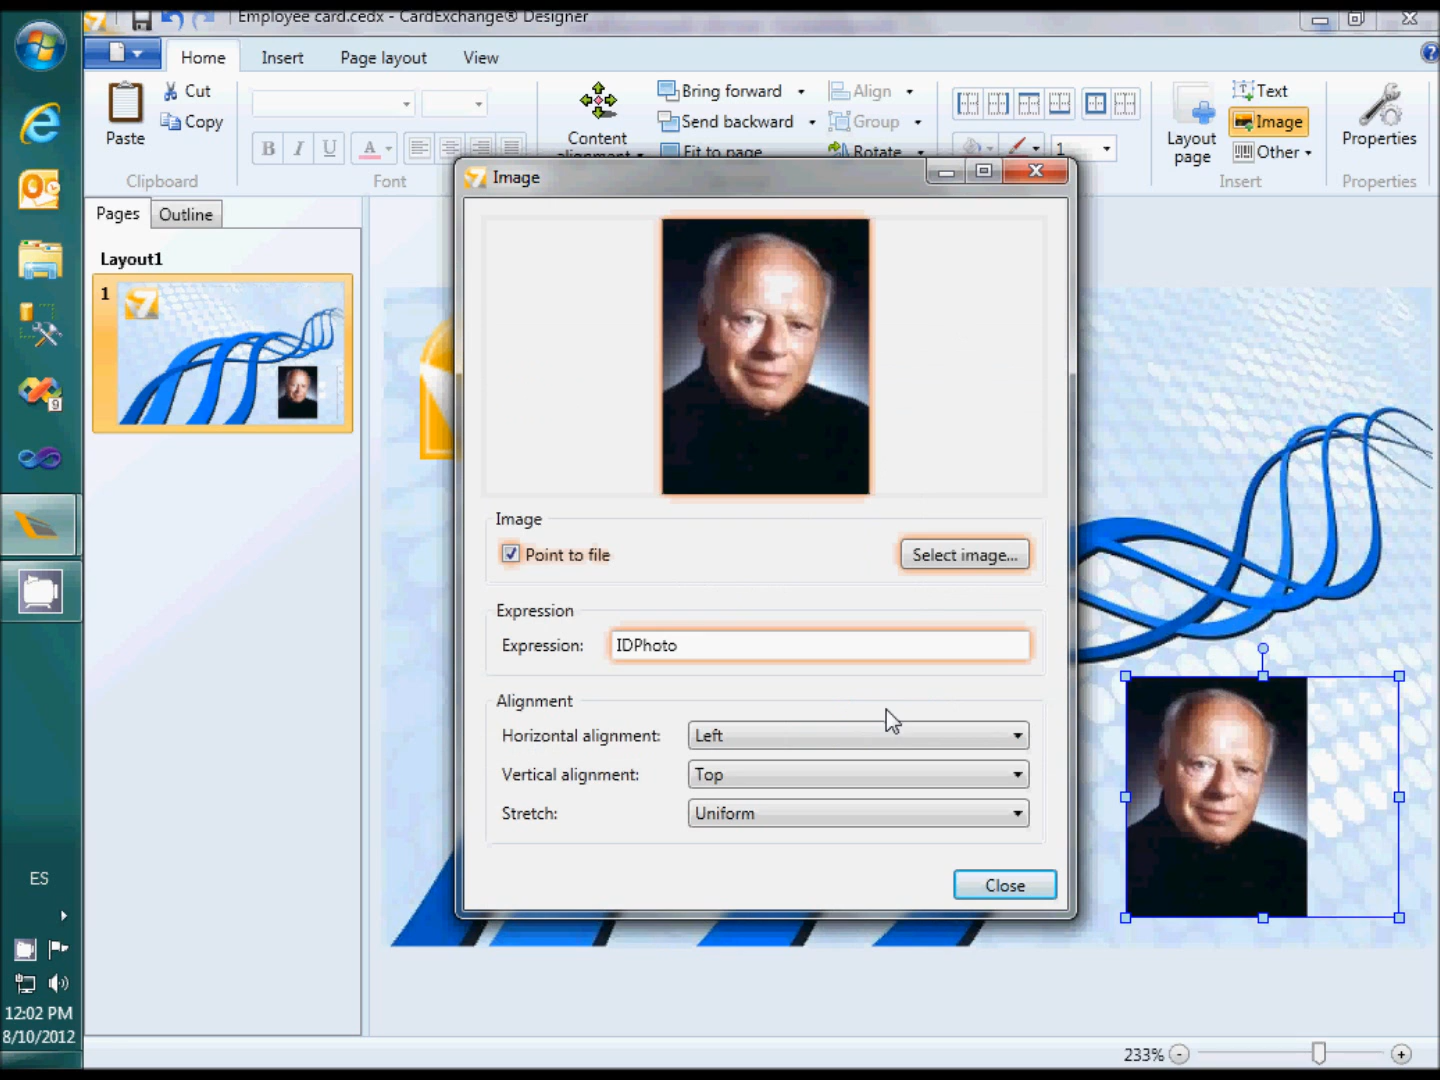 Employee card.cedx - CardExchange® Designer
Home Insert Page layout View
Paste
Cut
Copy
Clipboard
B I U A
Font
Content
alignment
Bring forward
Send backward
Fit to page
Align
Group
Rotate
1
Layout
page
Text
Image
Other
Insert
Properties
Properties
Pages Outline
Layout1
1
Image
Image
Point to file
Select image...
Expression
Expression: IDPhoto
Alignment
Horizontal alignment: Left
Vertical alignment: Top
Stretch: Uniform
Close
9
ES
12:02 PM
8/10/2012
233%